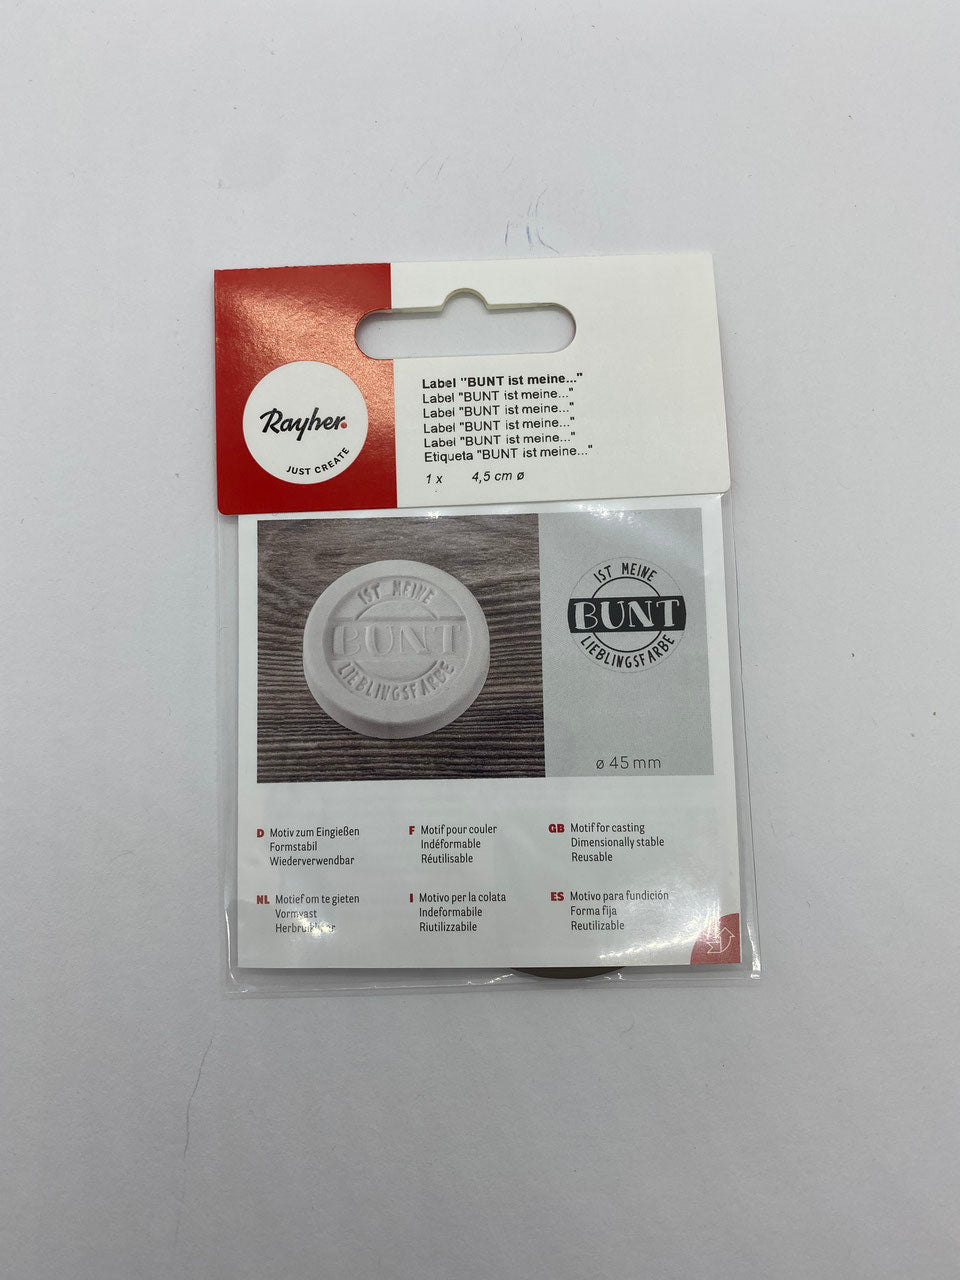 Rayher.
JUST CREATE
Label "BUNT ist meine..."
Label "BUNT ist meine..."
Label "BUNT ist meine..."
Label "BUNT ist meine..."
Label "BUNT ist meine..."
Etiqueta "BUNT ist meine..."
1 x 4,5 cm ø
IST MEINE
BUNT
LIEBLINGSFARBE
IST MEINE
BUNT
LIEBLINGSFARBE
ø 45 mm
D Motiv zum Eingießen
Formstabil
Wiederverwendbar
F Motif pour couler
Indéformable
Réutilisable
GB Motif for casting
Dimensionally stable
Reusable
NL Motief om te gieten
Vormvast
Herbruikbaar
I Motivo per la colata
Indeformabile
Riutilizzabile
ES Motivo para fundición
Forma fija
Reutilizable